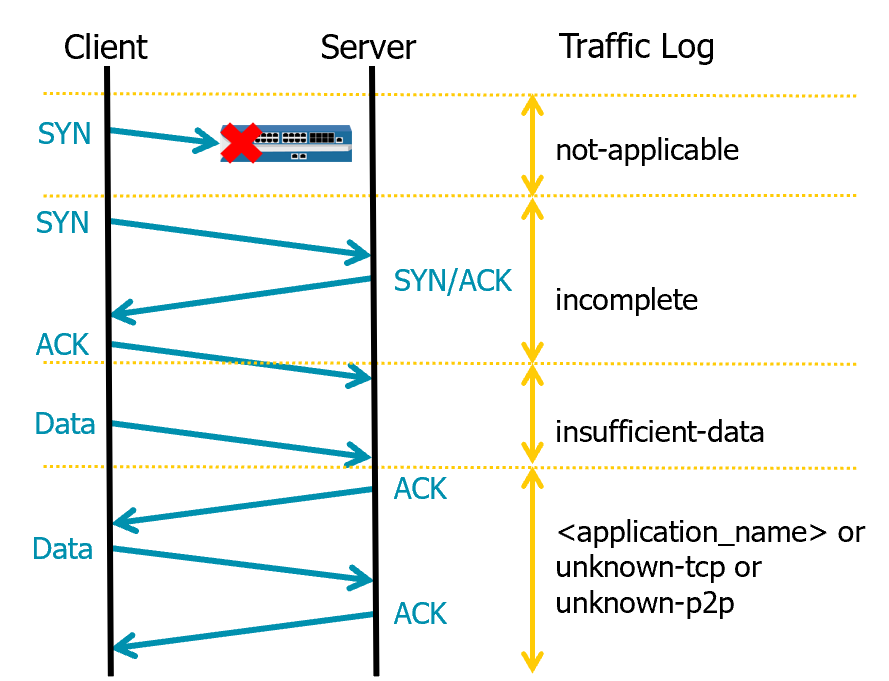 Client Server Traffic Log
SYN
not-applicable
SYN
SYN/ACK
incomplete
ACK
Data
insufficient-data
ACK
<application_name> or
Data
unknown-tcp or
unknown-p2p
ACK